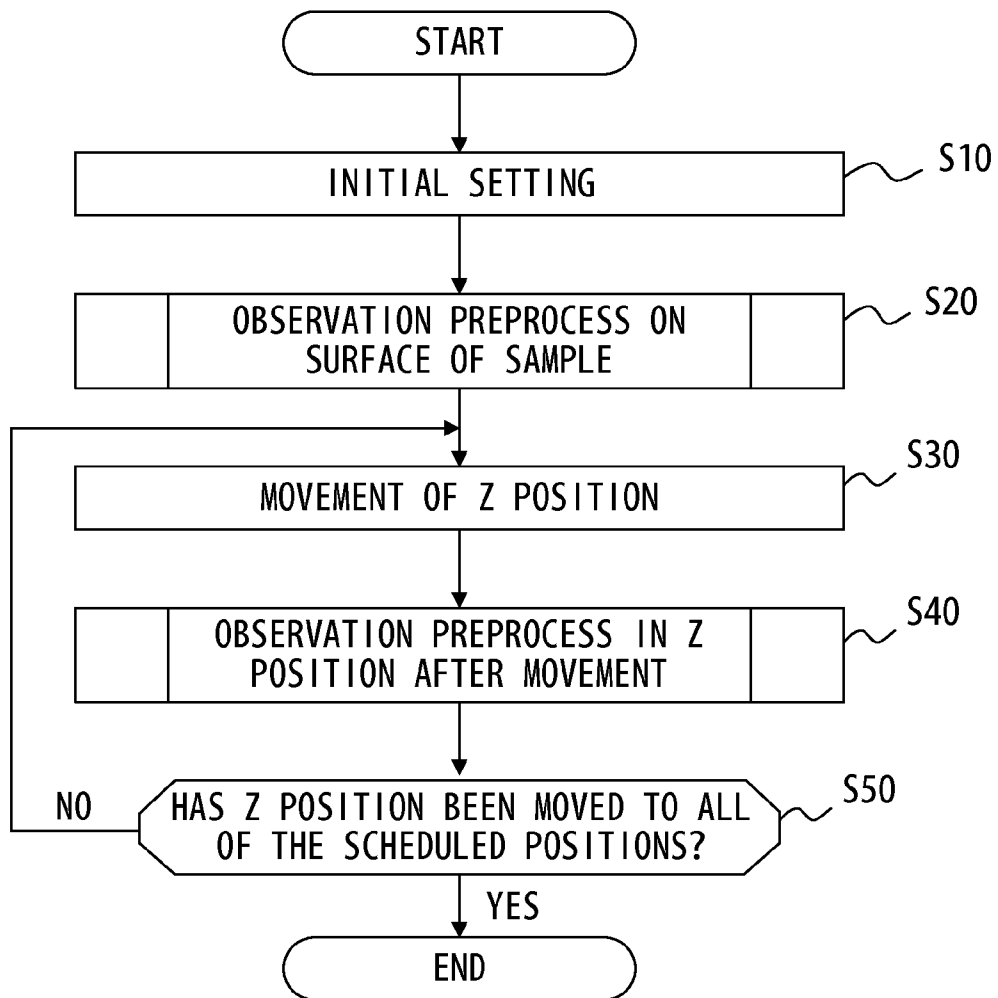 START
INITIAL SETTING
S10
OBSERVATION PREPROCESS ON
SURFACE OF SAMPLE
S20
MOVEMENT OF Z POSITION
S30
OBSERVATION PREPROCESS IN Z
POSITION AFTER MOVEMENT
S40
HAS Z POSITION BEEN MOVED TO ALL
OF THE SCHEDULED POSITIONS?
S50
NO
YES
END